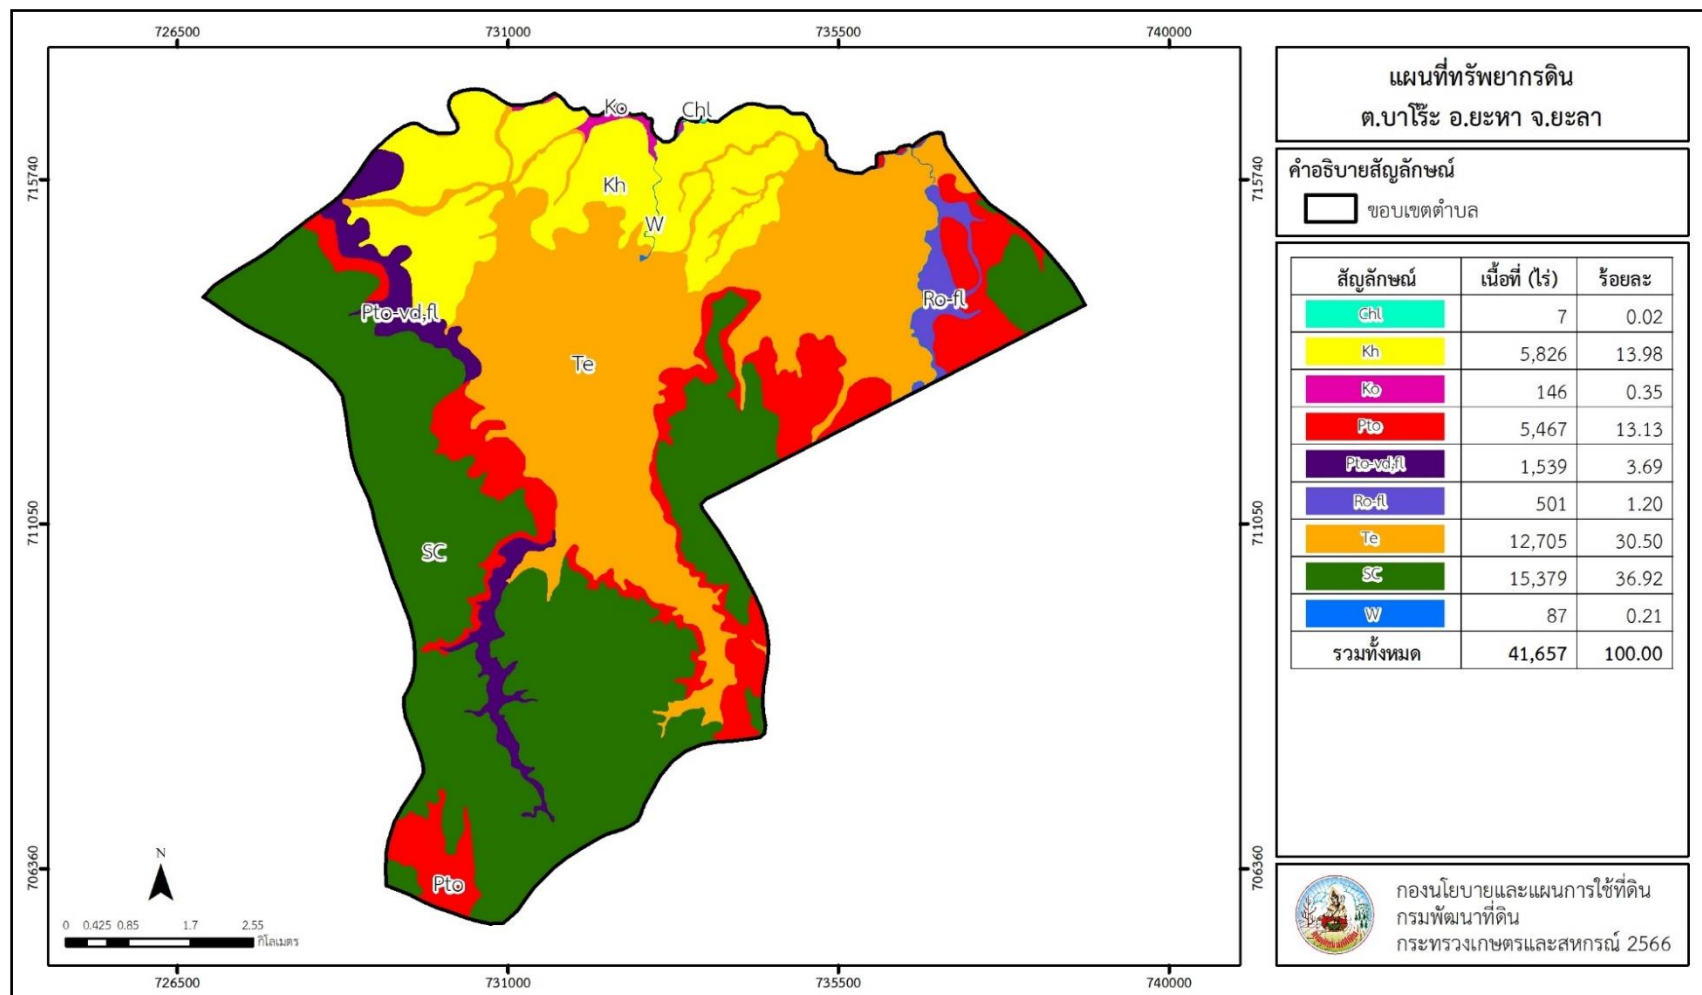 726500 731000 735500 740000
แผนที่ทรัพยากรดิน
ต.บาโร๊ะ อ.ยะหา จ.ยะลา
คำอธิบายสัญลักษณ์
ขอบเขตตำบล
สัญลักษณ์ เนื้อที่ (ไร่) ร้อยละ
Chl 7 0.02
Kh 5,826 13.98
Ko 146 0.35
Pto 5,467 13.13
Pto-vd,fl 1,539 3.69
Ro-fl 501 1.20
Te 12,705 30.50
SC 15,379 36.92
W 87 0.21
รวมทั้งหมด 41,657 100.00
Ko Chl
715740 715740
Kh
W
Ro-fl
Pto-vd,fl
Te
711050 711050
SC
706360 706360
Pto
N
0 0.425 0.85 1.7 2.55
กิโลเมตร
726500 731000 735500 740000
กองนโยบายและแผนการใช้ที่ดิน
กรมพัฒนาที่ดิน
กระทรวงเกษตรและสหกรณ์ 2566